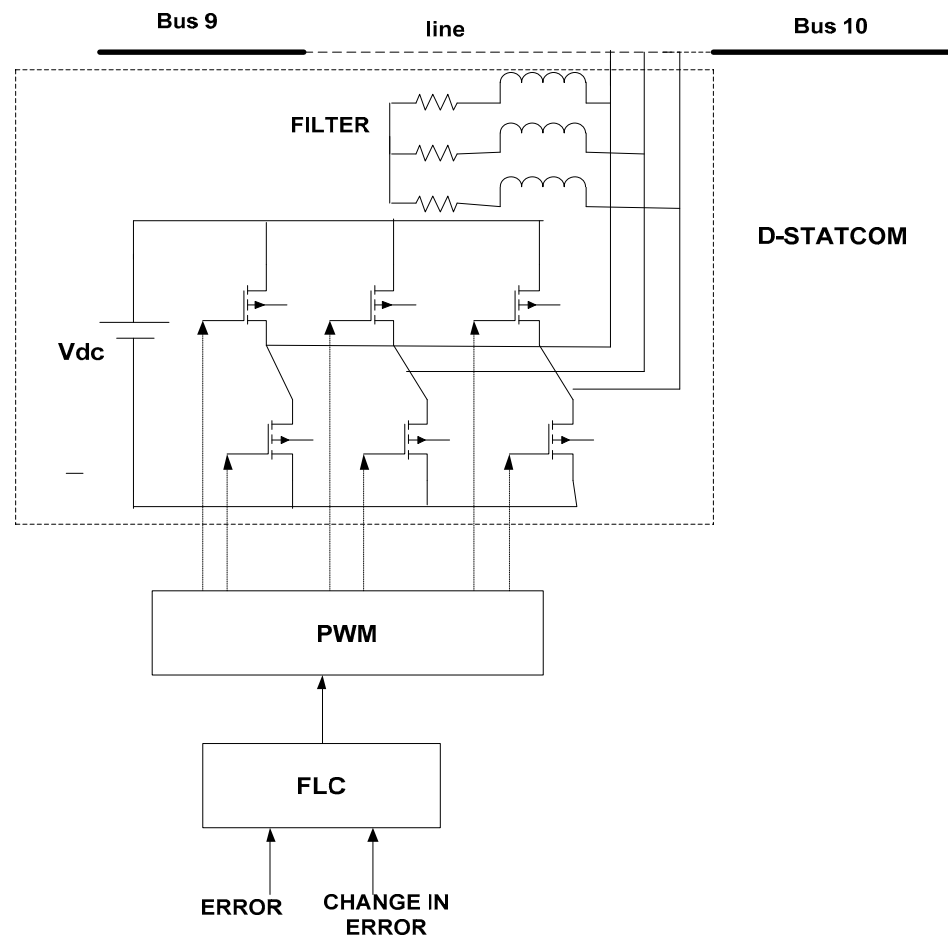 Bus 9
line
Bus 10
FILTER
D-STATCOM
Vdc
PWM
FLC
ERROR
CHANGE IN
ERROR